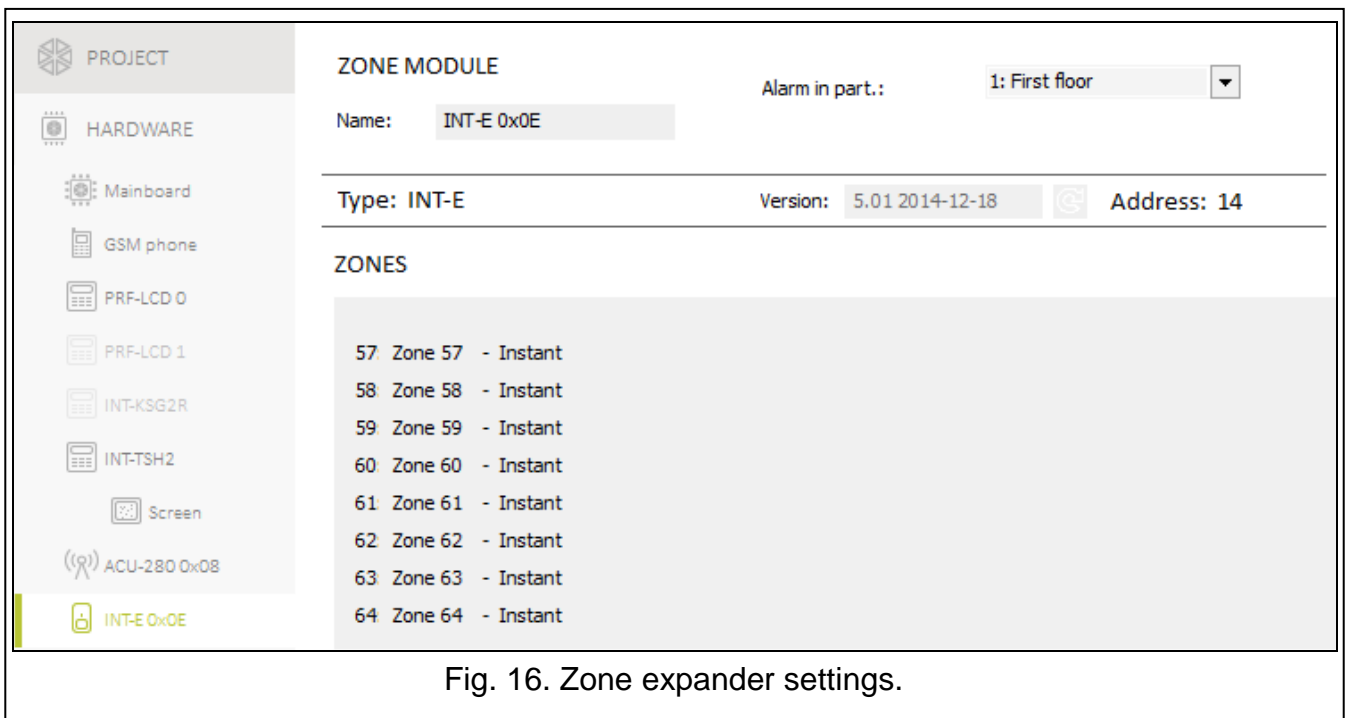 PROJECT
HARDWARE
Mainboard
GSM phone
PRF-LCD 0
PRF-LCD 1
INT-KSG2R
INT-TSH2
Screen
ACU-280 0x08
INT-E 0x0E
ZONE MODULE
Alarm in part.: 1: First floor
Name: INT-E 0x0E
Type: INT-E Version: 5.01 2014-12-18 Address: 14
ZONES
57: Zone 57 - Instant
58: Zone 58 - Instant
59: Zone 59 - Instant
60: Zone 60 - Instant
61: Zone 61 - Instant
62: Zone 62 - Instant
63: Zone 63 - Instant
64: Zone 64 - Instant
Fig. 16. Zone expander settings.